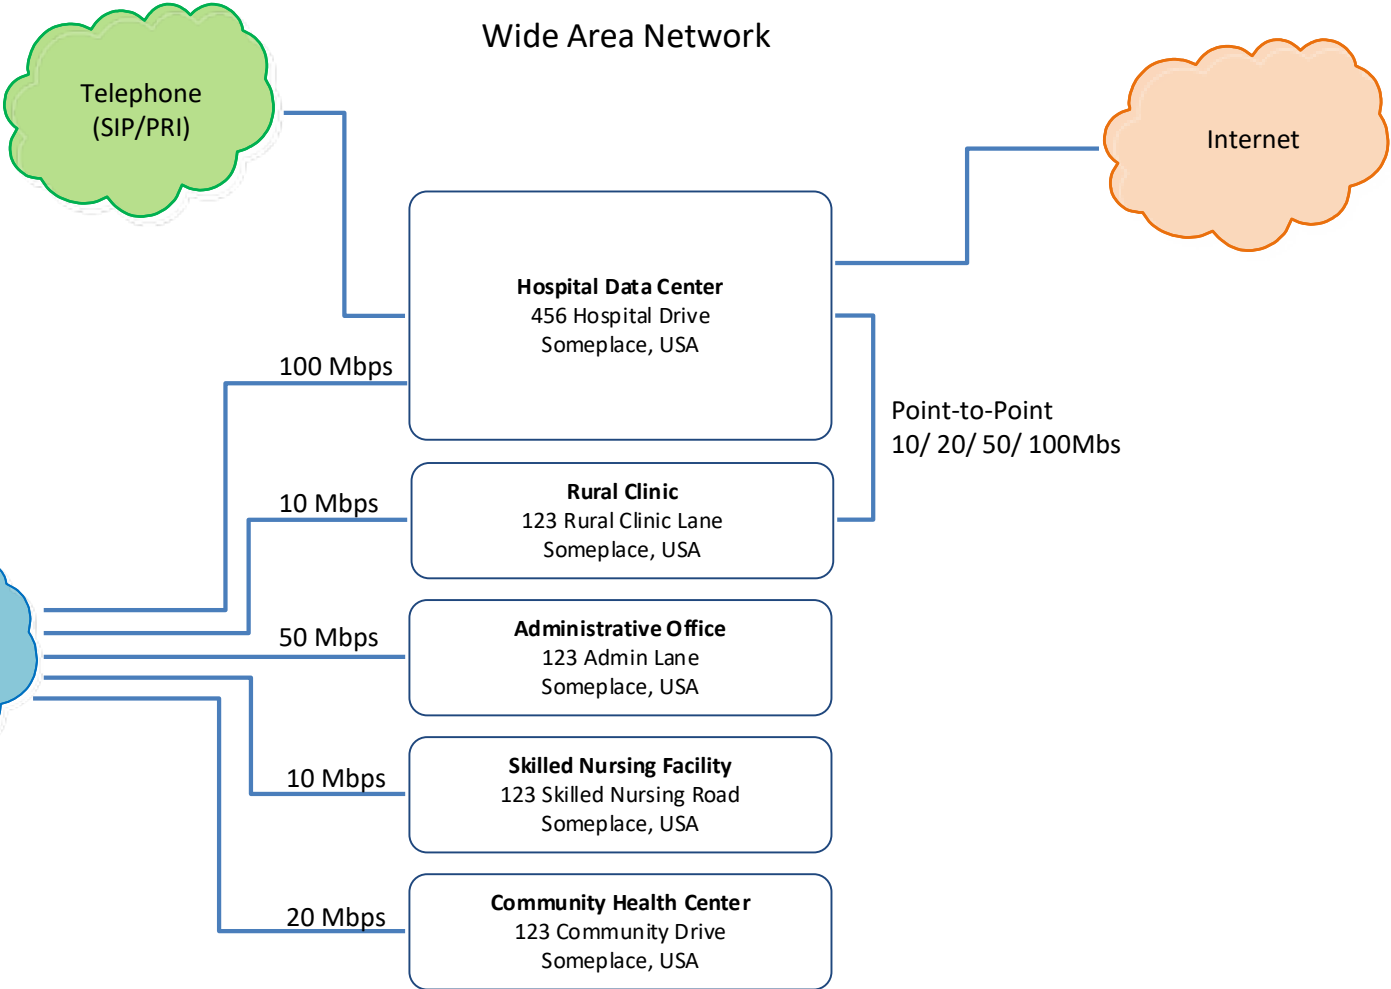 Wide Area Network
Telephone
(SIP/PRI)
Internet
Hospital Data Center
456 Hospital Drive
Someplace, USA
100 Mbps
Point-to-Point
10/ 20/ 50/ 100Mbs
Rural Clinic
123 Rural Clinic Lane
Someplace, USA
10 Mbps
Administrative Office
123 Admin Lane
Someplace, USA
50 Mbps
Skilled Nursing Facility
123 Skilled Nursing Road
Someplace, USA
10 Mbps
Community Health Center
123 Community Drive
Someplace, USA
20 Mbps